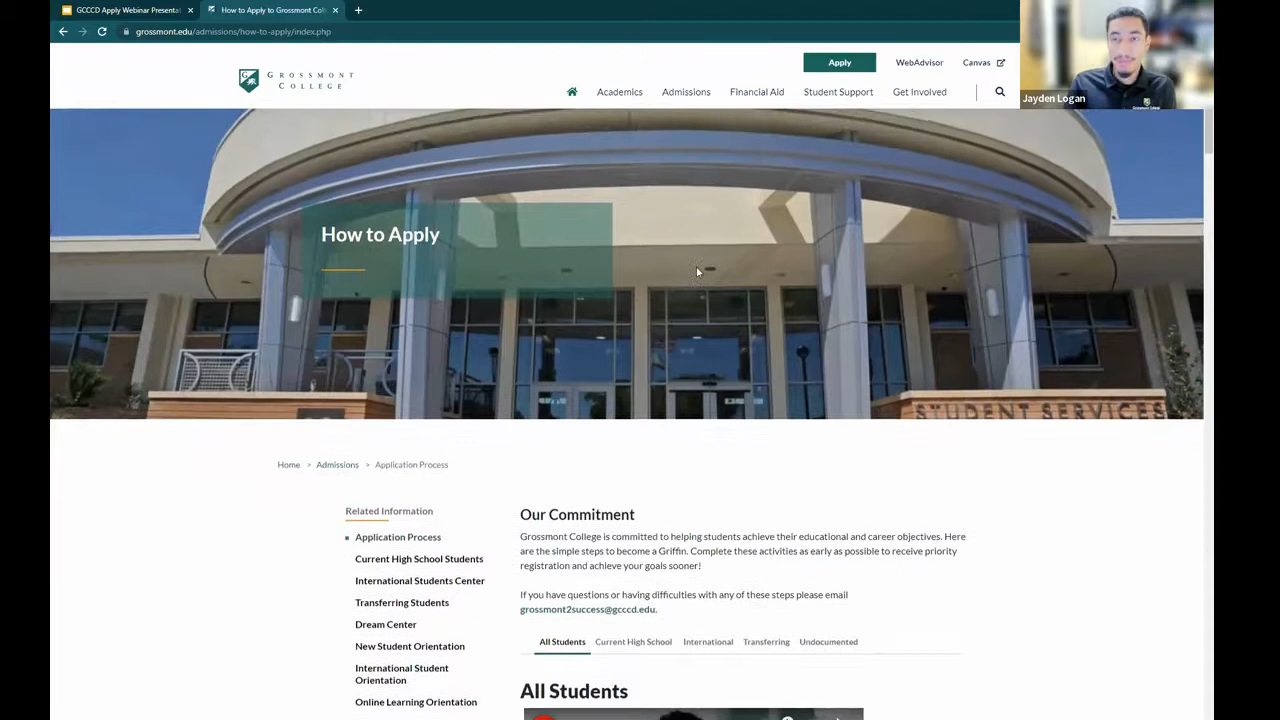 GCCCD Apply Webinar Presentat
How to Apply to Grossmont Coll
grossmont.edu/admissions/how-to-apply/index.php
GROSSMONT
COLLEGE
Apply
WebAdvisor
Canvas
Academics
Admissions
Financial Aid
Student Support
Get Involved
Jayden Logan
How to Apply
STUDENT SERVICES
Home > Admissions > Application Process
Related Information
Application Process
Current High School Students
International Students Center
Transferring Students
Dream Center
New Student Orientation
International Student
Orientation
Online Learning Orientation
Our Commitment
Grossmont College is committed to helping students achieve their educational and career objectives. Here
are the simple steps to become a Griffin. Complete these activities as early as possible to receive priority
registration and achieve your goals sooner!
If you have questions or having difficulties with any of these steps please email
grossmont2success@gcccd.edu.
All Students
Current High School
International
Transferring
Undocumented
All Students